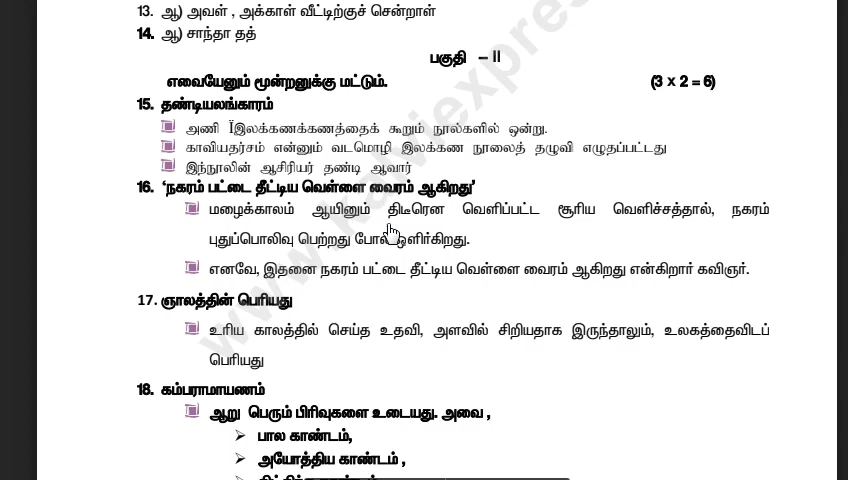 13. ஆ) அவள் , அக்காள் வீட்டிற்குச் சென்றாள்
14. ஆ) சாந்தா தத்
பகுதி – II
எவையேனும் மூன்றனுக்கு மட்டும். (3 x 2 = 6)
15. தண்டியலங்காரம்
அணி Ïஇலக்கணக்கணத்தைக் கூறும் நூல்களில் ஒன்று.
காவியதர்சம் என்னும் வடமொழி இலக்கண நூலைத் தழுவி எழுதப்பட்டது
இந்நூலின் ஆசிரியர் தண்டி ஆவார்
16. ‘நகரம் பட்டை தீட்டிய வெள்ளை வைரம் ஆகிறது’
மழைக்காலம் ஆயினும் திடீரென வெளிப்பட்ட சூரிய வெளிச்சத்தால், நகரம்
புதுப்பொலிவு பெற்றது போல் ஒளிர்கிறது.
எனவே, இதனை நகரம் பட்டை தீட்டிய வெள்ளை வைரம் ஆகிறது என்கிறார் கவிஞர்.
17. ஞாலத்தின் பெரியது
உரிய காலத்தில் செய்த உதவி, அளவில் சிறியதாக இருந்தாலும், உலகத்தைவிடப்
பெரியது
18. கம்பராமாயணம்
ஆறு பெரும் பிரிவுகளை உடையது. அவை ,
பால காண்டம்,
அயோத்திய காண்டம் ,